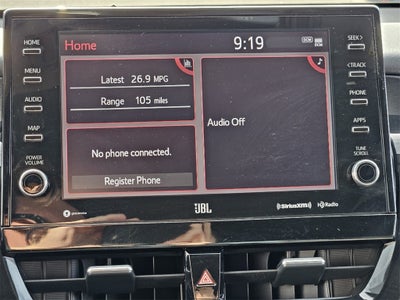 HOME
MENU
AUDIO
MAP
POWER
VOLUME
Home
9:19
DCM
Latest 26.9 MPG
Range 105 miles
No phone connected.
Register Phone
Audio Off
JBL
SiriusXM
HD Radio
SEEK >
< TRACK
PHONE
APPS
TUNE
SCROLL